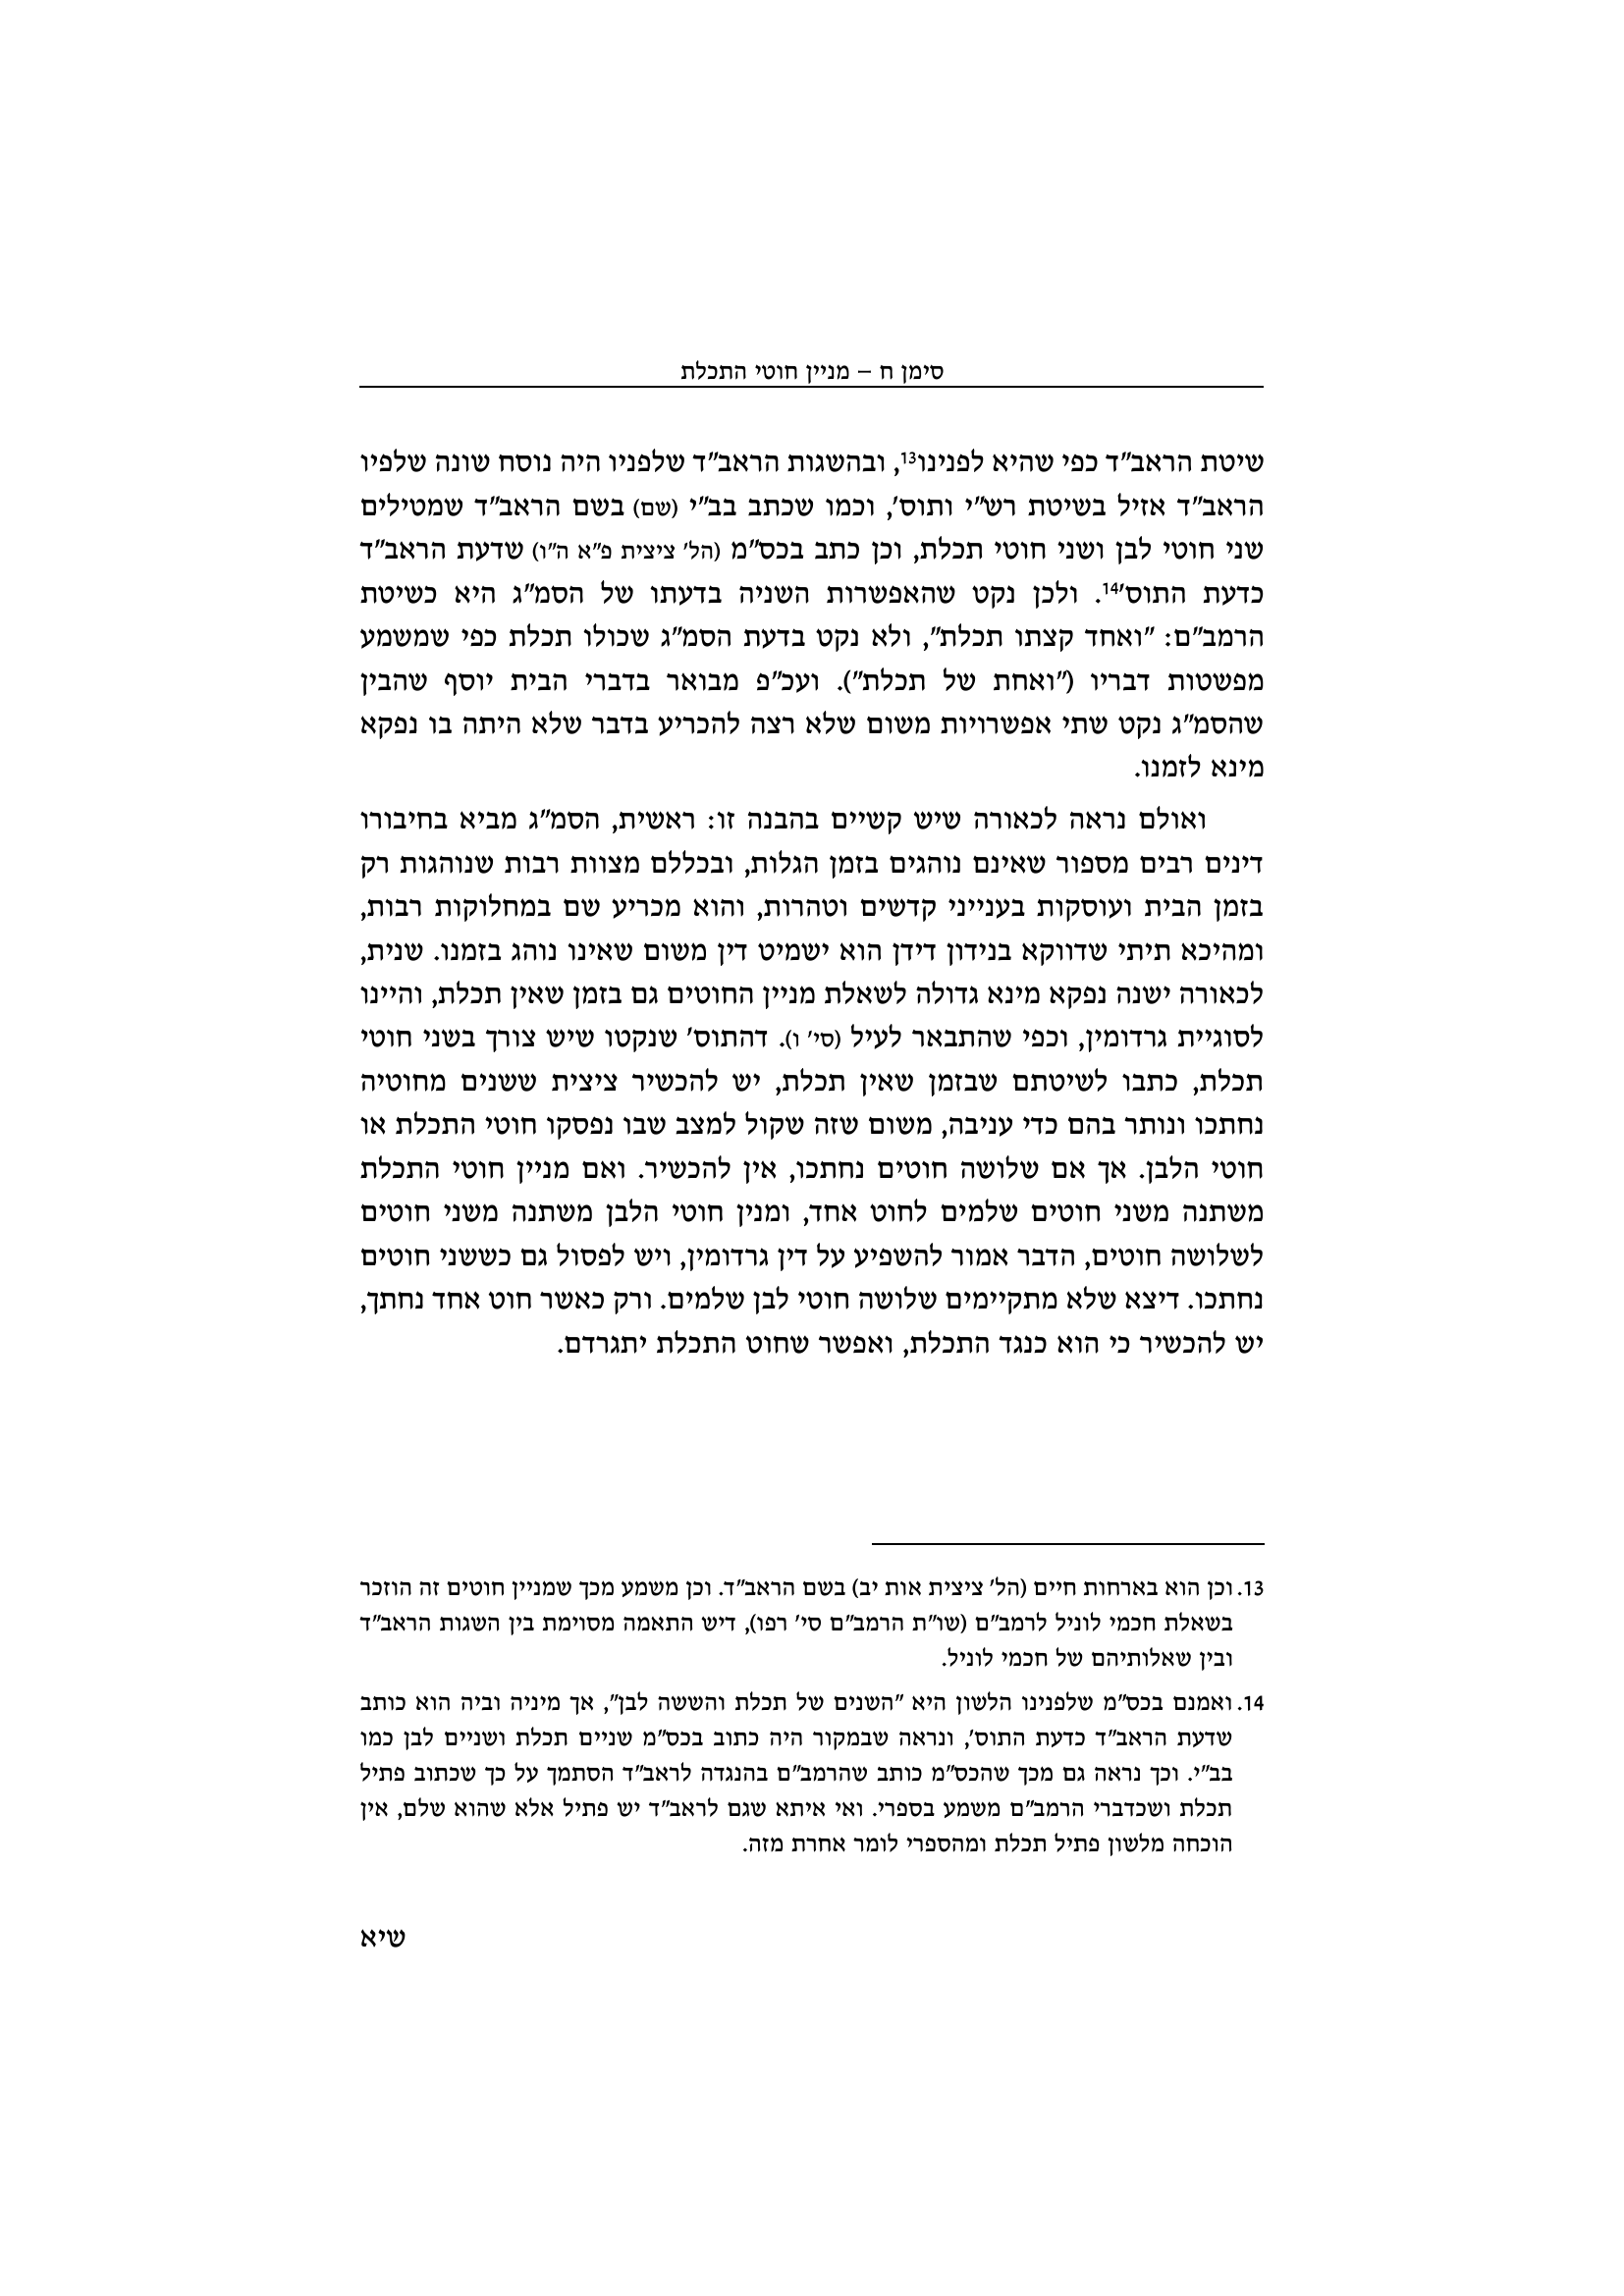 סימן ח – מניין חוטי התכלת
שיטת הראב"ד כפי שהיא לפנינו13, ובהשגות הראב"ד שלפניו היה נוסח שונה שלפיו
הראב"ד אזיל בשיטת רש"י ותוס', וכמו שכתב בב"י (שם) בשם הראב"ד שמטילים
שני חוטי לבן ושני חוטי תכלת, וכן כתב בכס"מ (הל' ציצית פ"א ה"ו) שדעת הראב"ד
כדעת התוס'14. ולכן נקט שהאפשרות השניה בדעתו של הסמ"ג היא כשיטת
הרמב"ם: "ואחד קצתו תכלת", ולא נקט בדעת הסמ"ג שכולו תכלת כפי שמשמע
מפשטות דבריו ("ואחת של תכלת"). ועכ"פ מבואר בדברי הבית יוסף שהבין
שהסמ"ג נקט שתי אפשרויות משום שלא רצה להכריע בדבר שלא היתה בו נפקא
מינא לזמנו.
ואולם נראה לכאורה שיש קשיים בהבנה זו: ראשית, הסמ"ג מביא בחיבורו
דינים רבים מספור שאינם נוהגים בזמן הגלות, ובכללם מצוות רבות שנוהגות רק
בזמן הבית ועוסקות בענייני קדשים וטהרות, והוא מכריע שם במחלוקות רבות,
ומהיכא תיתי שדווקא בנידון דידן הוא ישמיט דין משום שאינו נוהג בזמנו. שנית,
לכאורה ישנה נפקא מינא גדולה לשאלת מניין החוטים גם בזמן שאין תכלת, והיינו
לסוגיית גרדומין, וכפי שהתבאר לעיל (סי' ו). דהתוס' שנקטו שיש צורך בשני חוטי
תכלת, כתבו לשיטתם שבזמן שאין תכלת, יש להכשיר ציצית ששנים מחוטיה
נחתכו ונותר בהם כדי עניבה, משום שזה שקול למצב שבו נפסקו חוטי התכלת או
חוטי הלבן. אך אם שלושה חוטים נחתכו, אין להכשיר. ואם מניין חוטי התכלת
משתנה משני חוטים שלמים לחוט אחד, ומנין חוטי הלבן משתנה משני חוטים
לשלושה חוטים, הדבר אמור להשפיע על דין גרדומין, ויש לפסול גם כששני חוטים
נחתכו. דיצא שלא מתקיימים שלושה חוטי לבן שלמים. ורק כאשר חוט אחד נחתך,
יש להכשיר כי הוא כנגד התכלת, ואפשר שחוט התכלת יתגרדם.
13. וכן הוא בארחות חיים (הל' ציצית אות יב) בשם הראב"ד. וכן משמע מכך שמניין חוטים זה הוזכר
בשאלת חכמי לוניל לרמב"ם (שו"ת הרמב"ם סי' רפו), דיש התאמה מסוימת בין השגות הראב"ד
ובין שאלותיהם של חכמי לוניל.
14. ואמנם בכס"מ שלפנינו הלשון היא "השנים של תכלת והששה לבן", אך מיניה וביה הוא כותב
שדעת הראב"ד כדעת התוס', ונראה שבמקור היה כתוב בכס"מ שניים תכלת ושניים לבן כמו
בב"י. וכך נראה גם מכך שהכס"מ כותב שהרמב"ם בהנגדה לראב"ד הסתמך על כך שכתוב פתיל
תכלת ושכדברי הרמב"ם משמע בספרי. ואי איתא שגם לראב"ד יש פתיל אלא שהוא שלם, אין
הוכחה מלשון פתיל תכלת ומהספרי לומר אחרת מזה.
שיא